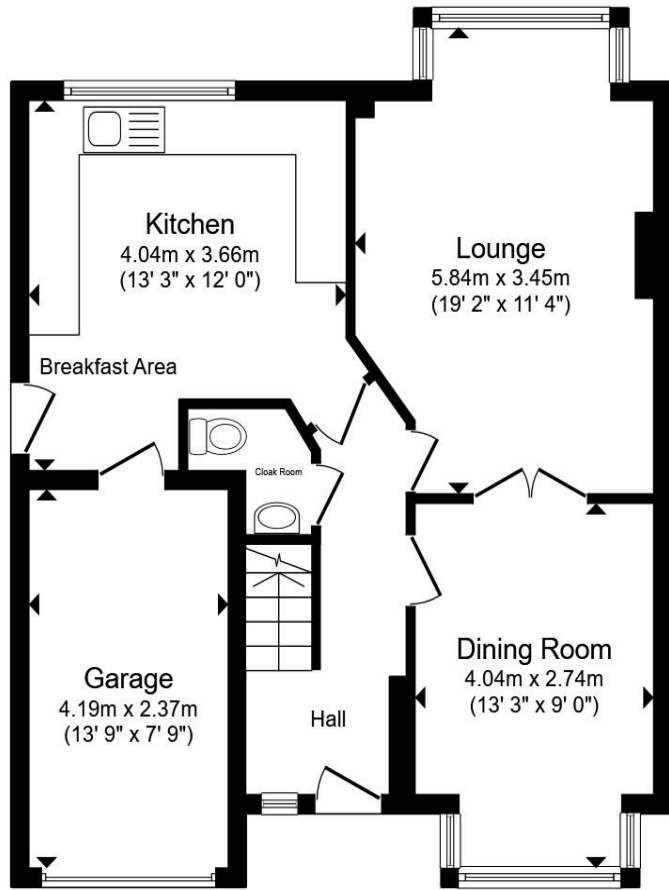 Kitchen
4.04m x 3.66m
(13' 3" x 12' 0")
Lounge
5.84m x 3.45m
(19' 2" x 11' 4")
Breakfast Area
Cloak Room
Dining Room
4.04m x 2.74m
(13' 3" x 9' 0")
Garage
4.19m x 2.37m
(13' 9" x 7' 9")
Hall